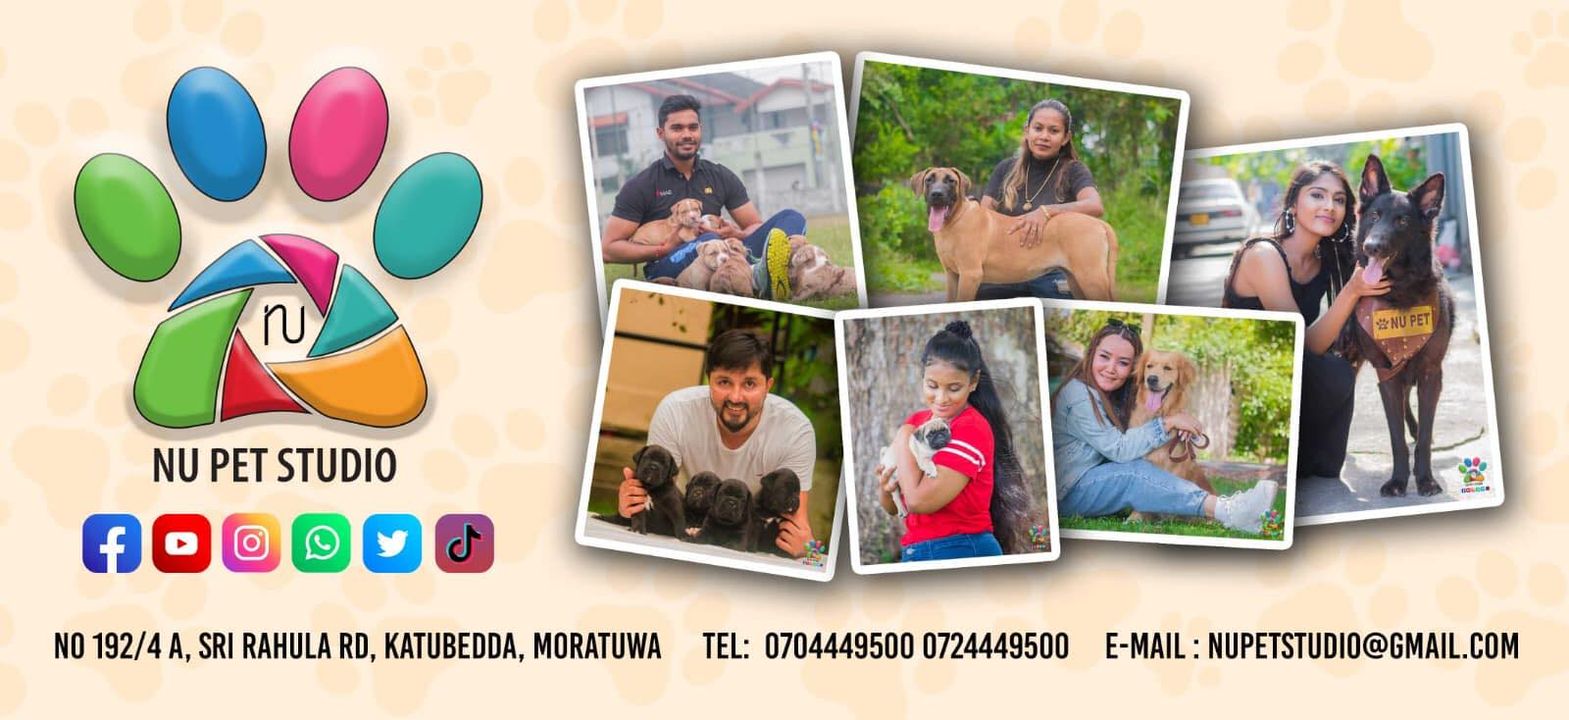 nu
NU PET STUDIO
NU PET
NO 192/4 A, SRI RAHULA RD, KATUBEDDA, MORATUWA TEL: 0704449500 0724449500 E-MAIL : NUPETSTUDIO@GMAIL.COM